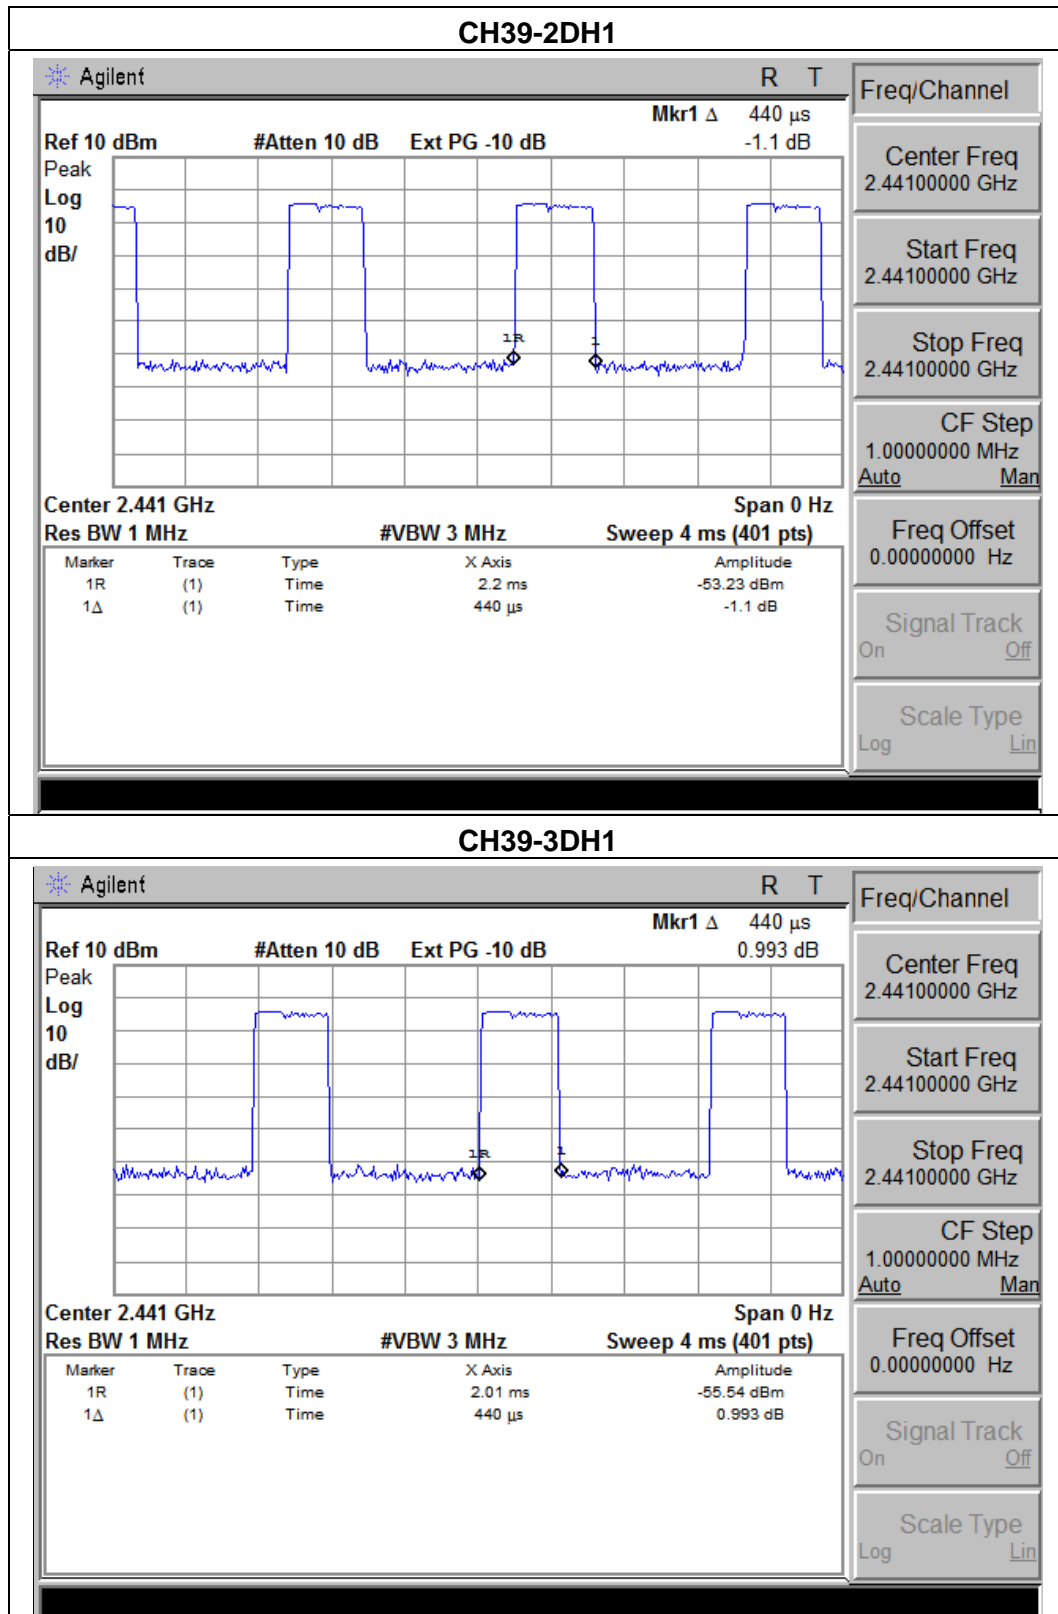 CH39-2DH1
Agilent R T
Freq/Channel
Mkr1 Δ 440 µs
Ref 10 dBm #Atten 10 dB Ext PG -10 dB -1.1 dB
Peak
Log
10
dB/
1R
1
Center 2.441 GHz Span 0 Hz
Res BW 1 MHz #VBW 3 MHz Sweep 4 ms (401 pts)
Marker Trace Type X Axis Amplitude
1R (1) Time 2.2 ms -53.23 dBm
1Δ (1) Time 440 µs -1.1 dB
Center Freq
2.44100000 GHz
Start Freq
2.44100000 GHz
Stop Freq
2.44100000 GHz
CF Step
1.00000000 MHz
Auto Man
Freq Offset
0.00000000 Hz
Signal Track
On Off
Scale Type
Log Lin
CH39-3DH1
Agilent R T
Freq/Channel
Mkr1 Δ 440 µs
Ref 10 dBm #Atten 10 dB Ext PG -10 dB 0.993 dB
Peak
Log
10
dB/
1R
1
Center 2.441 GHz Span 0 Hz
Res BW 1 MHz #VBW 3 MHz Sweep 4 ms (401 pts)
Marker Trace Type X Axis Amplitude
1R (1) Time 2.01 ms -55.54 dBm
1Δ (1) Time 440 µs 0.993 dB
Center Freq
2.44100000 GHz
Start Freq
2.44100000 GHz
Stop Freq
2.44100000 GHz
CF Step
1.00000000 MHz
Auto Man
Freq Offset
0.00000000 Hz
Signal Track
On Off
Scale Type
Log Lin